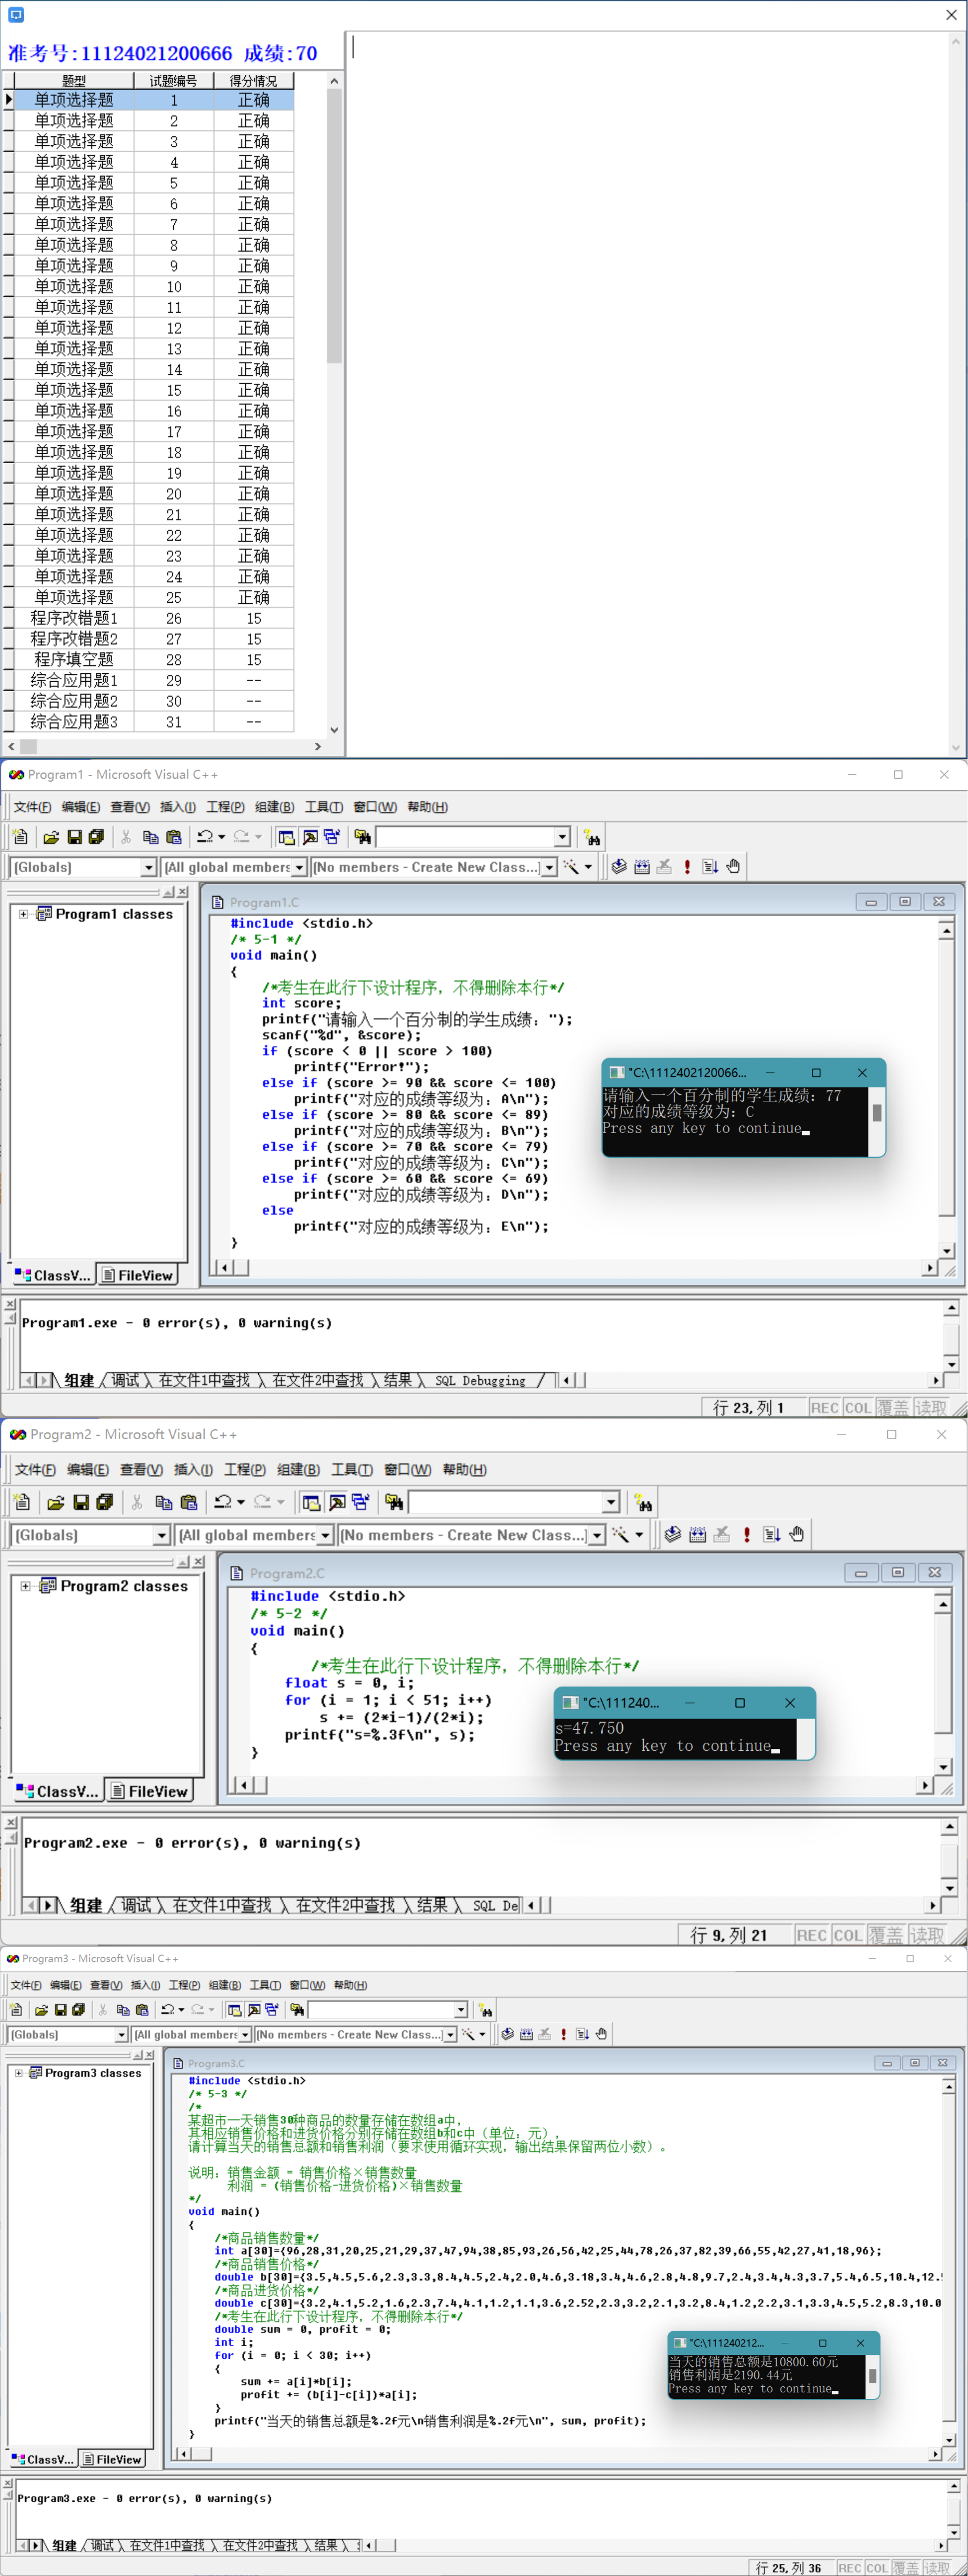 准考号:11124021200666 成绩:70
题型 试题编号 得分情况
单项选择题 1 正确
单项选择题 2 正确
单项选择题 3 正确
单项选择题 4 正确
单项选择题 5 正确
单项选择题 6 正确
单项选择题 7 正确
单项选择题 8 正确
单项选择题 9 正确
单项选择题 10 正确
单项选择题 11 正确
单项选择题 12 正确
单项选择题 13 正确
单项选择题 14 正确
单项选择题 15 正确
单项选择题 16 正确
单项选择题 17 正确
单项选择题 18 正确
单项选择题 19 正确
单项选择题 20 正确
单项选择题 21 正确
单项选择题 22 正确
单项选择题 23 正确
单项选择题 24 正确
单项选择题 25 正确
程序改错题1 26 15
程序改错题2 27 15
程序填空题 28 15
综合应用题1 29 --
综合应用题2 30 --
综合应用题3 31 --
Program1 - Microsoft Visual C++
文件(F) 编辑(E) 查看(V) 插入(I) 工程(P) 组建(B) 工具(T) 窗口(W) 帮助(H)
(Globals) (All global members (No members - Create New Class...)
Program1 classes
ClassV... FileView
Program1.C
#include <stdio.h>
/* 5-1 */
void main()
{
/*考生在此行下设计程序，不得删除本行*/
int score;
printf("请输入一个百分制的学生成绩：");
scanf("%d", &score);
if (score < 0 || score > 100)
printf("Error!");
else if (score >= 90 && score <= 100)
printf("对应的成绩等级为：A\n");
else if (score >= 80 && score <= 89)
printf("对应的成绩等级为：B\n");
else if (score >= 70 && score <= 79)
printf("对应的成绩等级为：C\n");
else if (score >= 60 && score <= 69)
printf("对应的成绩等级为：D\n");
else
printf("对应的成绩等级为：E\n");
}
"C:\1112402120066...
请输入一个百分制的学生成绩：77
对应的成绩等级为：C
Press any key to continue
Program1.exe - 0 error(s), 0 warning(s)
组建 调试 在文件1中查找 在文件2中查找 结果 SQL Debugging
行 23, 列 1 REC COL 覆盖 读取
Program2 - Microsoft Visual C++
文件(F) 编辑(E) 查看(V) 插入(I) 工程(P) 组建(B) 工具(T) 窗口(W) 帮助(H)
(Globals) (All global members (No members - Create New Class...)
Program2 classes
ClassV... FileView
Program2.C
#include <stdio.h>
/* 5-2 */
void main()
{
/*考生在此行下设计程序，不得删除本行*/
float s = 0, i;
for (i = 1; i < 51; i++)
s += (2*i-1)/(2*i);
printf("s=%.3f\n", s);
}
"C:\111240...
s=47.750
Press any key to continue
Program2.exe - 0 error(s), 0 warning(s)
组建 调试 在文件1中查找 在文件2中查找 结果 SQL De
行 9, 列 21 REC COL 覆盖 读取
Program3 - Microsoft Visual C++
文件(F) 编辑(E) 查看(V) 插入(I) 工程(P) 组建(B) 工具(T) 窗口(W) 帮助(H)
(Globals) (All global members (No members - Create New Class...)
Program3 classes
ClassV... FileView
Program3.C
#include <stdio.h>
/* 5-3 */
/*
某超市一天销售30种商品的数量存储在数组a中，
其相应销售价格和进货价格分别存储在数组b和c中（单位：元），
请计算当天的销售总额和销售利润（要求使用循环实现，输出结果保留两位小数）。
说明：销售金额 = 销售价格×销售数量
利润 = (销售价格-进货价格)×销售数量
*/
void main()
{
/*商品销售数量*/
int a[30]={96,28,31,20,25,21,29,37,47,94,38,85,93,26,56,42,25,44,78,26,37,82,39,66,55,42,27,41,18,96};
/*商品销售价格*/
double b[30]={3.5,4.5,5.6,2.3,3.3,8.4,4.5,2.4,2.0,4.6,3.18,3.4,4.6,2.8,4.8,9.7,2.4,3.4,4.3,3.7,5.4,6.5,10.4,12.5
/*商品进货价格*/
double c[30]={3.2,4.1,5.2,1.6,2.3,7.4,4.1,1.2,1.1,3.6,2.52,2.3,3.2,2.1,3.2,8.4,1.2,2.2,3.1,3.3,4.5,5.2,8.3,10.0
/*考生在此行下设计程序，不得删除本行*/
double sum = 0, profit = 0;
int i;
for (i = 0; i < 30; i++)
{
sum += a[i]*b[i];
profit += (b[i]-c[i])*a[i];
}
printf("当天的销售总额是%.2f元\n销售利润是%.2f元\n", sum, profit);
}
"C:\111240212...
当天的销售总额是10800.60元
销售利润是2190.44元
Press any key to continue
Program3.exe - 0 error(s), 0 warning(s)
组建 调试 在文件1中查找 在文件2中查找 结果
行 25, 列 36 REC COL 覆盖 读取